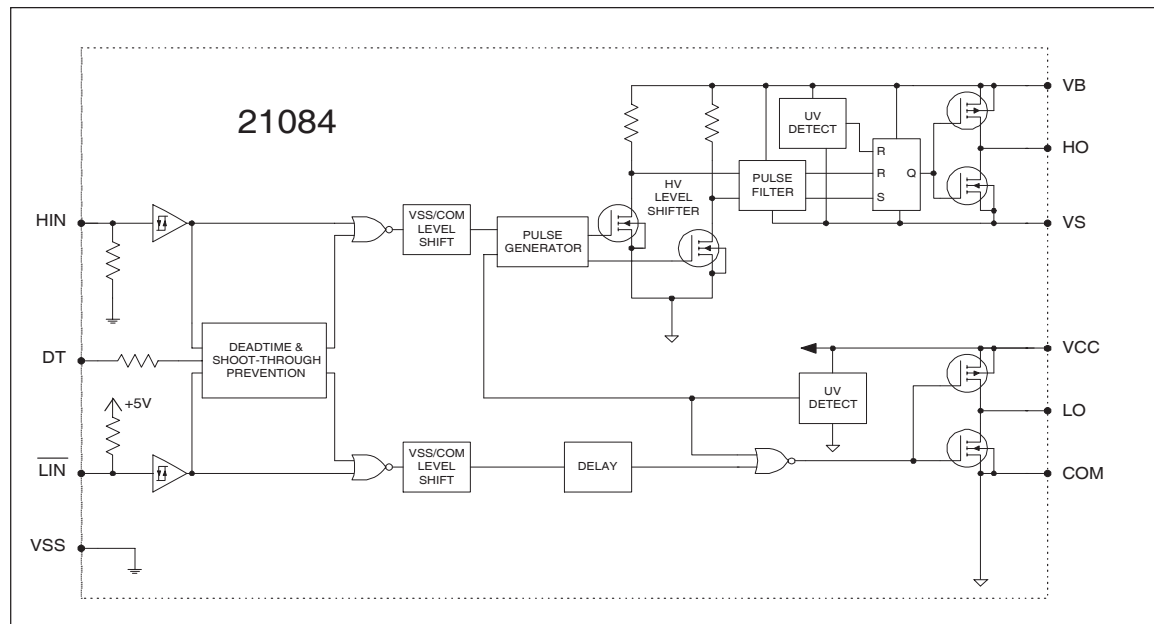 21084
VB
UV
DETECT
HO
R
R
Q
S
PULSE
FILTER
HV
LEVEL
SHIFTER
VS
HIN
VSS/COM
LEVEL
SHIFT
PULSE
GENERATOR
DEADTIME &
SHOOT-THROUGH
PREVENTION
DT
VCC
UV
DETECT
LO
+5V
LIN
VSS/COM
LEVEL
SHIFT
DELAY
COM
VSS